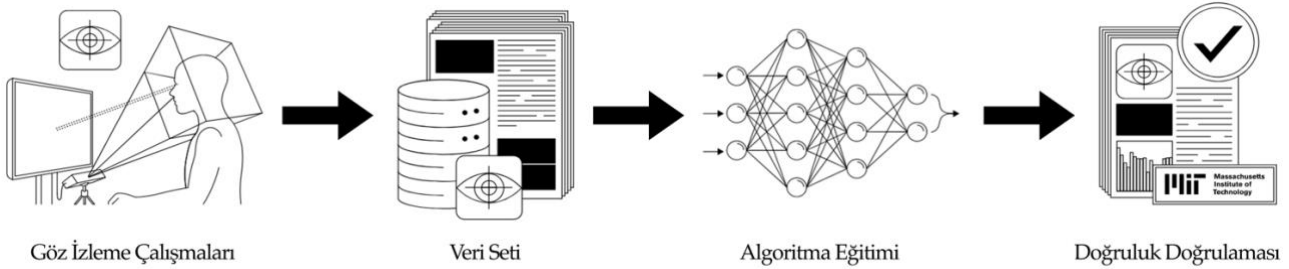 Massachusetts
Institute of
Technology
Göz İzleme Çalışmaları
Veri Seti
Algoritma Eğitimi
Doğruluk Doğrulaması